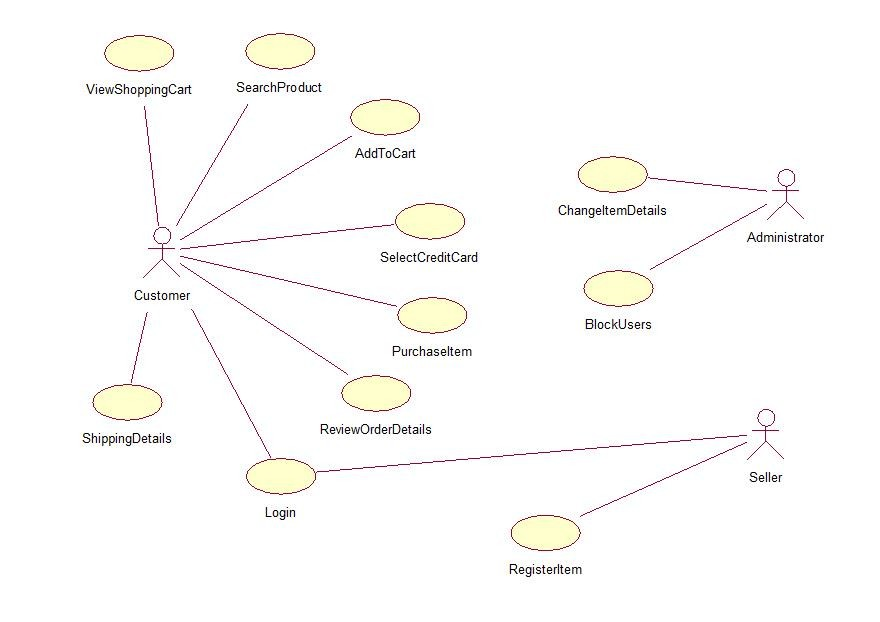 ViewShoppingCart
SearchProduct
AddToCart
ChangeItemDetails
Administrator
SelectCreditCard
Customer
BlockUsers
PurchaseItem
ReviewOrderDetails
ShippingDetails
Seller
Login
RegisterItem